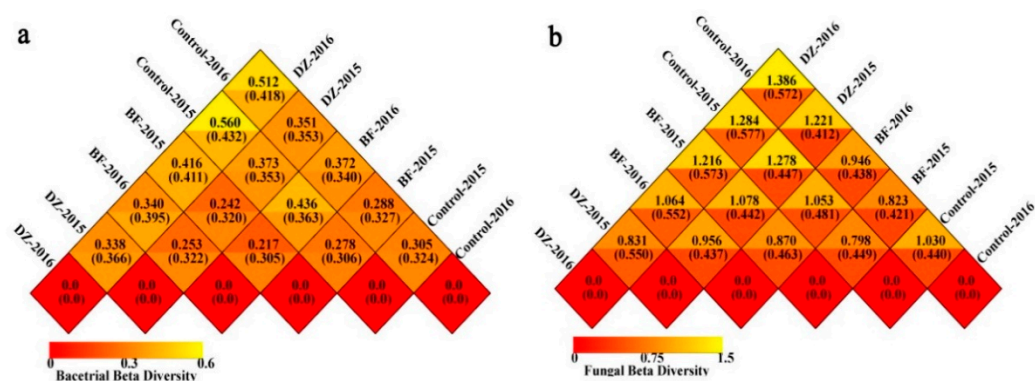 a
Control-2016
DZ-2016
Control-2015
DZ-2015
BF-2015
BF-2016
BF-2016
BF-2015
DZ-2015
Control-2015
DZ-2016
Control-2016
0.512
(0.418)
0.560 0.351
(0.432) (0.353)
0.416 0.373 0.372
(0.411) (0.353) (0.340)
0.340 0.242 0.436 0.288
(0.395) (0.320) (0.363) (0.327)
0.338 0.253 0.217 0.278 0.305
(0.366) (0.322) (0.305) (0.306) (0.324)
0.0 0.0 0.0 0.0 0.0 0.0
(0.0) (0.0) (0.0) (0.0) (0.0) (0.0)
0 0.3 0.6
Bacetrial Beta Diversity
b
Control-2016
DZ-2016
Control-2015
DZ-2015
BF-2015
BF-2016
BF-2016
BF-2015
DZ-2015
Control-2015
DZ-2016
Control-2016
1.386
(0.572)
1.284 1.221
(0.577) (0.412)
1.216 1.278 0.946
(0.573) (0.447) (0.438)
1.064 1.078 1.053 0.823
(0.552) (0.442) (0.481) (0.421)
0.831 0.956 0.870 0.798 1.030
(0.550) (0.437) (0.463) (0.449) (0.440)
0.0 0.0 0.0 0.0 0.0 0.0
(0.0) (0.0) (0.0) (0.0) (0.0) (0.0)
0 0.75 1.5
Fungal Beta Diversity